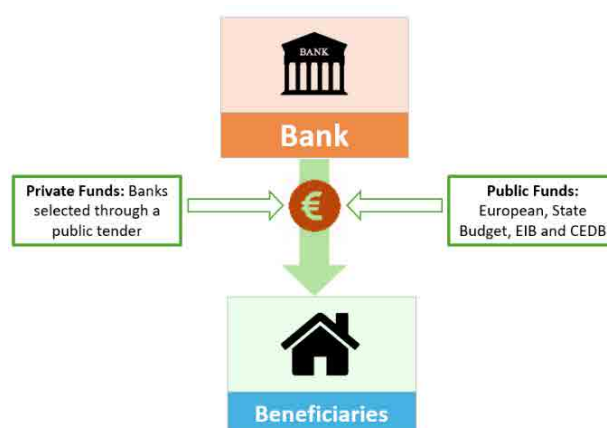 BANK
Bank
Private Funds: Banks
selected through a
public tender
€
Public Funds:
European, State
Budget, EIB and CEDB
Beneficiaries